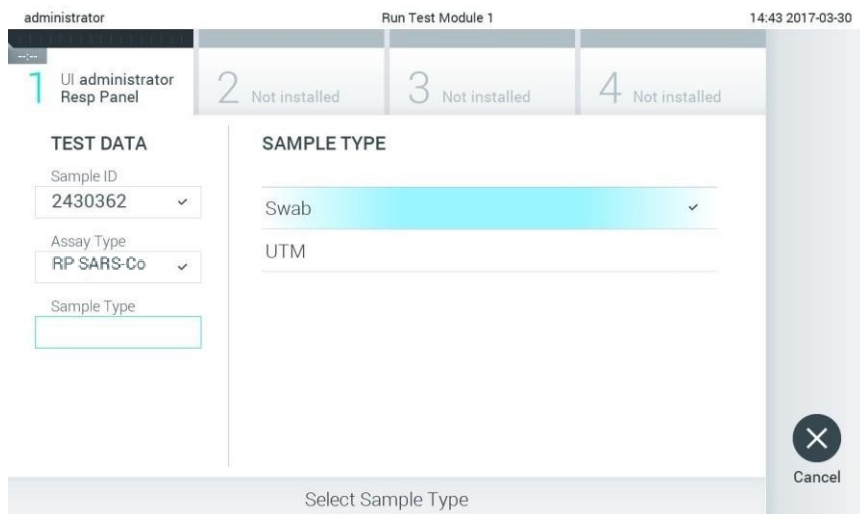 administrator
Run Test Module 1
14:43 2017-03-30
--:--
1 UI administrator
Resp Panel
2 Not installed
3 Not installed
4 Not installed
TEST DATA
Sample ID
2430362
Assay Type
RP SARS-Co
Sample Type
SAMPLE TYPE
Swab
UTM
Cancel
Select Sample Type